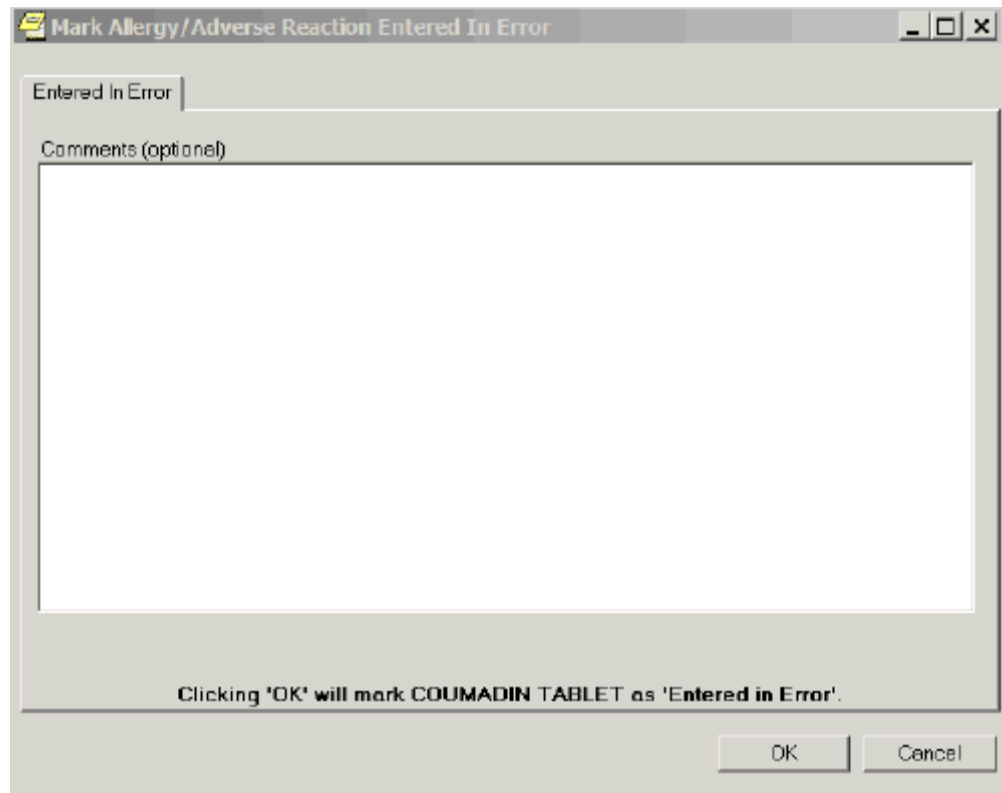 Mark Allergy/Adverse Reaction Entered In Error
Entered In Error
Comments (optional)
Clicking 'OK' will mark COUMADIN TABLET as 'Entered in Error'.
OK
Cancel